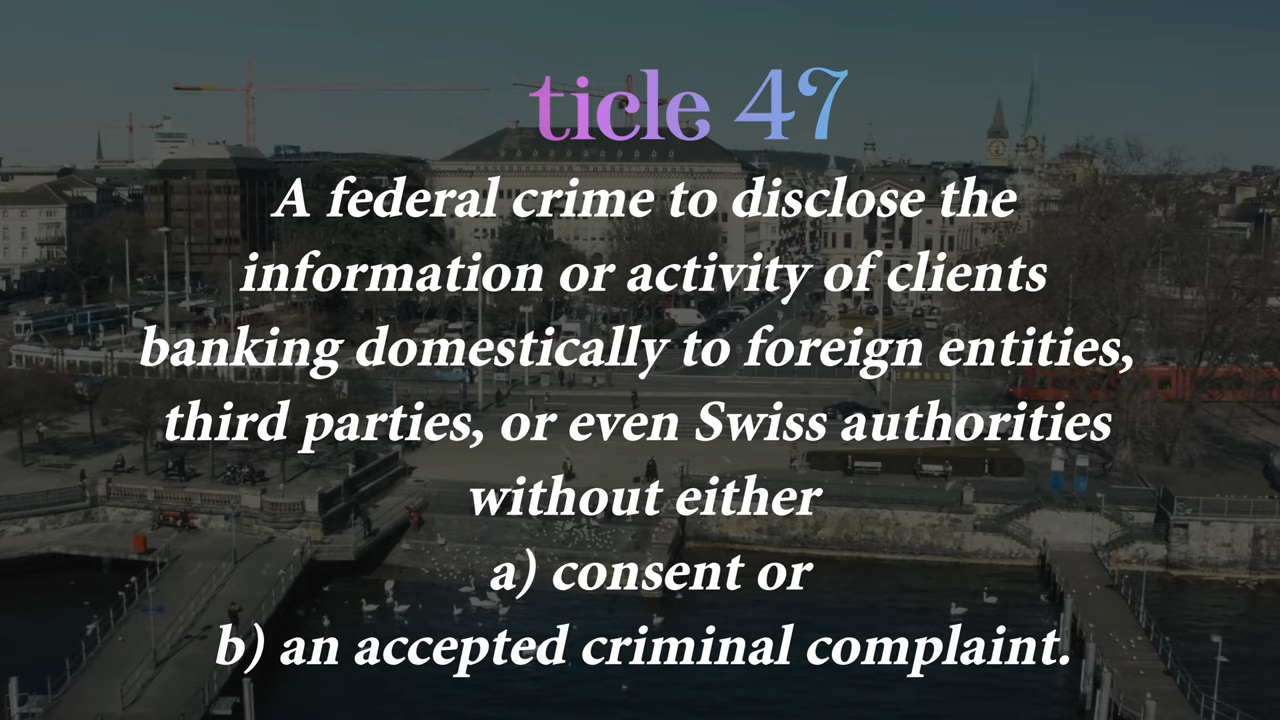 ticle 47
A federal crime to disclose the
information or activity of clients
banking domestically to foreign entities,
third parties, or even Swiss authorities
without either
a) consent or
b) an accepted criminal complaint.